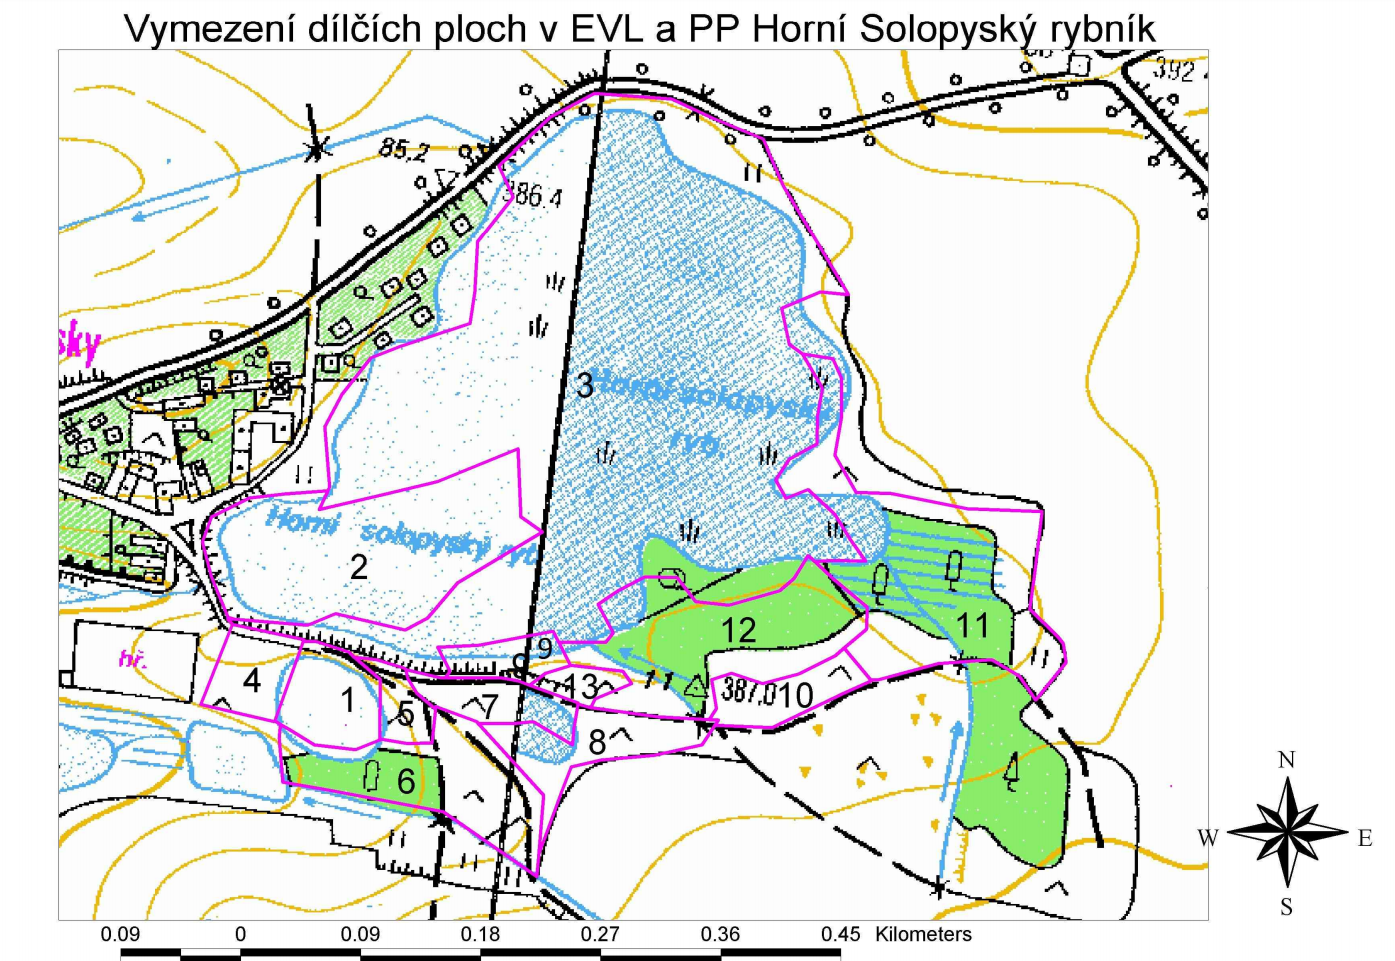 Vymezení dílčích ploch v EVL a PP Horní Solopyský rybník
392
85,2
386.4
sky
3
Horní solopyský
ryb.
Horní solopyský ryb
2
12
11
hř.
9
4
1
13
387,0
10
5
7
8
6
N
W
E
S
0.09 0 0.09 0.18 0.27 0.36 0.45 Kilometers